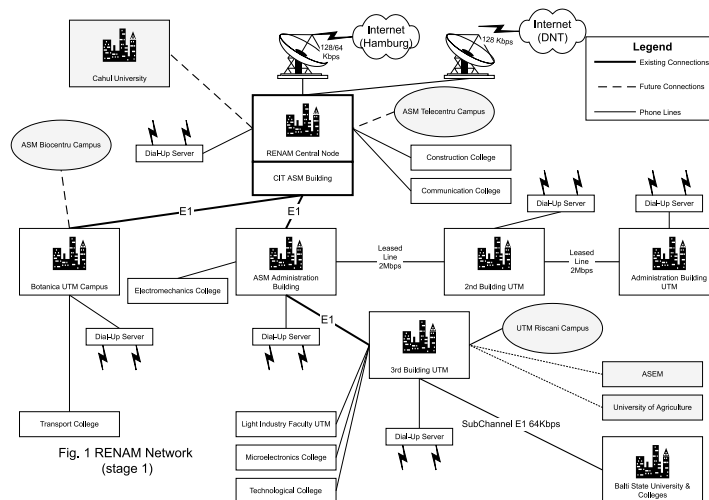 Internet
(Hamburg)
Internet
(DNT)
128/64
Kbps
128 Kbps
Legend
Existing Connections
Future Connections
Phone Lines
Cahul University
ASM Telecentru Campus
ASM Biocentru Campus
Dial-Up Server
RENAM Central Node
CIT ASM Building
Construction College
Communication College
Dial-Up Server
Dial-Up Server
E1
E1
Botanica UTM Campus
Electromechanics College
ASM Administration
Building
Leased
Line
2Mbps
2nd Building UTM
Leased
Line
2Mbps
Administration Building
UTM
Dial-Up Server
Dial-Up Server
E1
UTM Riscani Campus
3rd Building UTM
ASEM
University of Agriculture
Transport College
Light Industry Faculty UTM
Microelectronics College
Technological College
Dial-Up Server
SubChannel E1 64Kbps
Balti State University &
Colleges
Fig. 1 RENAM Network
(stage 1)